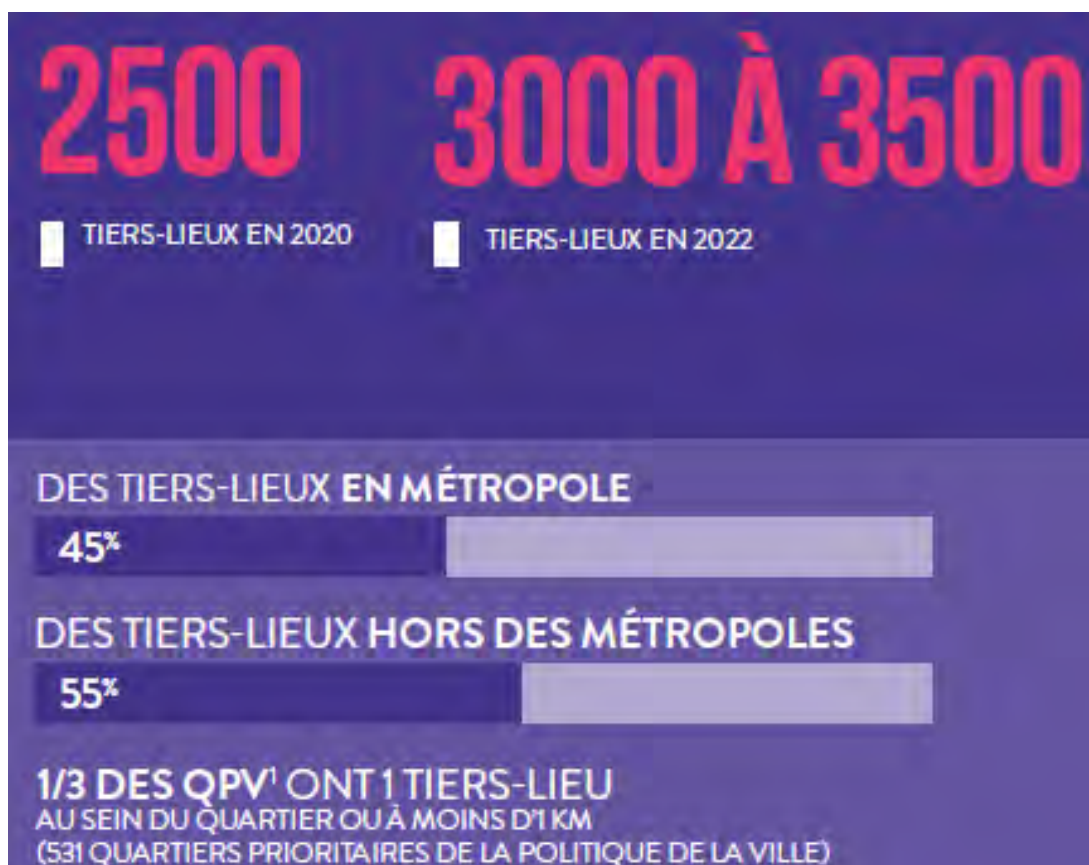 2500
3000 À 3500
TIERS-LIEUX EN 2020
TIERS-LIEUX EN 2022
DES TIERS-LIEUX EN MÉTROPOLE
45%
DES TIERS-LIEUX HORS DES MÉTROPOLES
55%
1/3 DES QPV¹ ONT 1 TIERS-LIEU
AU SEIN DU QUARTIER OU À MOINS D'1 KM
(531 QUARTIERS PRIORITAIRES DE LA POLITIQUE DE LA VILLE)